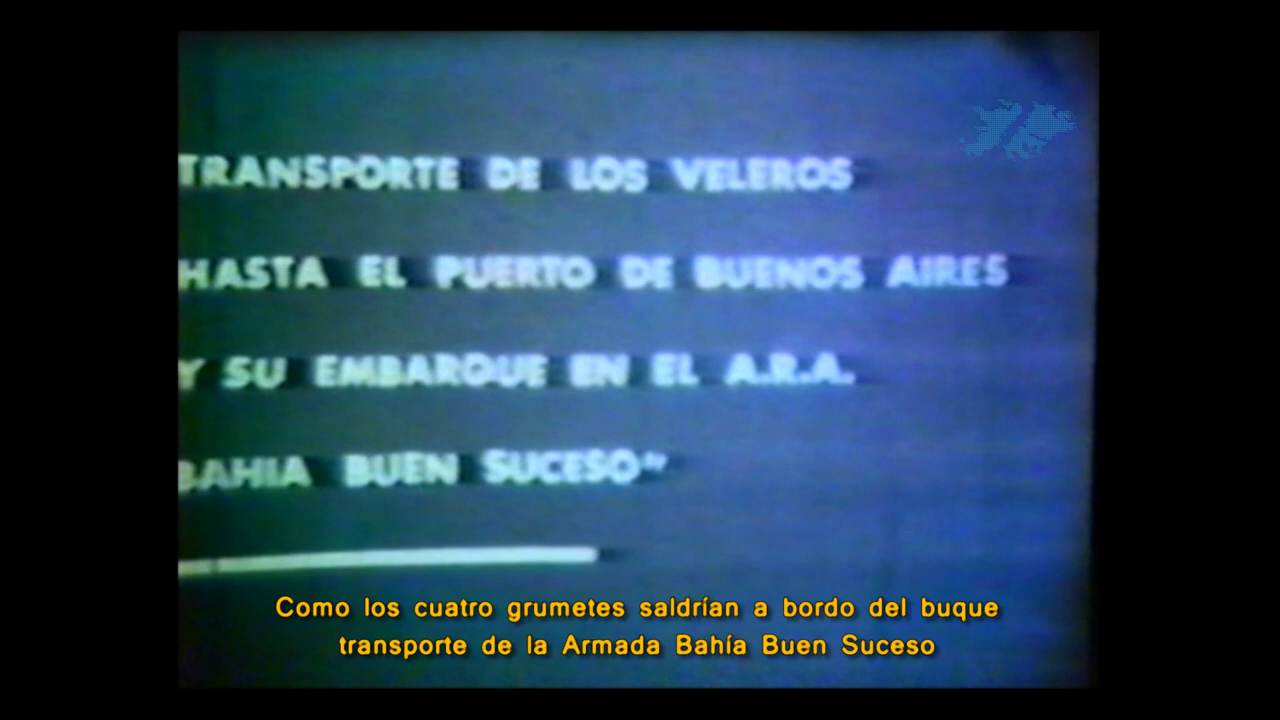 TRANSPORTE DE LOS VELEROS
HASTA EL PUERTO DE BUENOS AIRES
Y SU EMBARQUE EN EL A.R.A.
BAHIA BUEN SUCESO"
Como los cuatro grumetes saldrían a bordo del buque
transporte de la Armada Bahía Buen Suceso